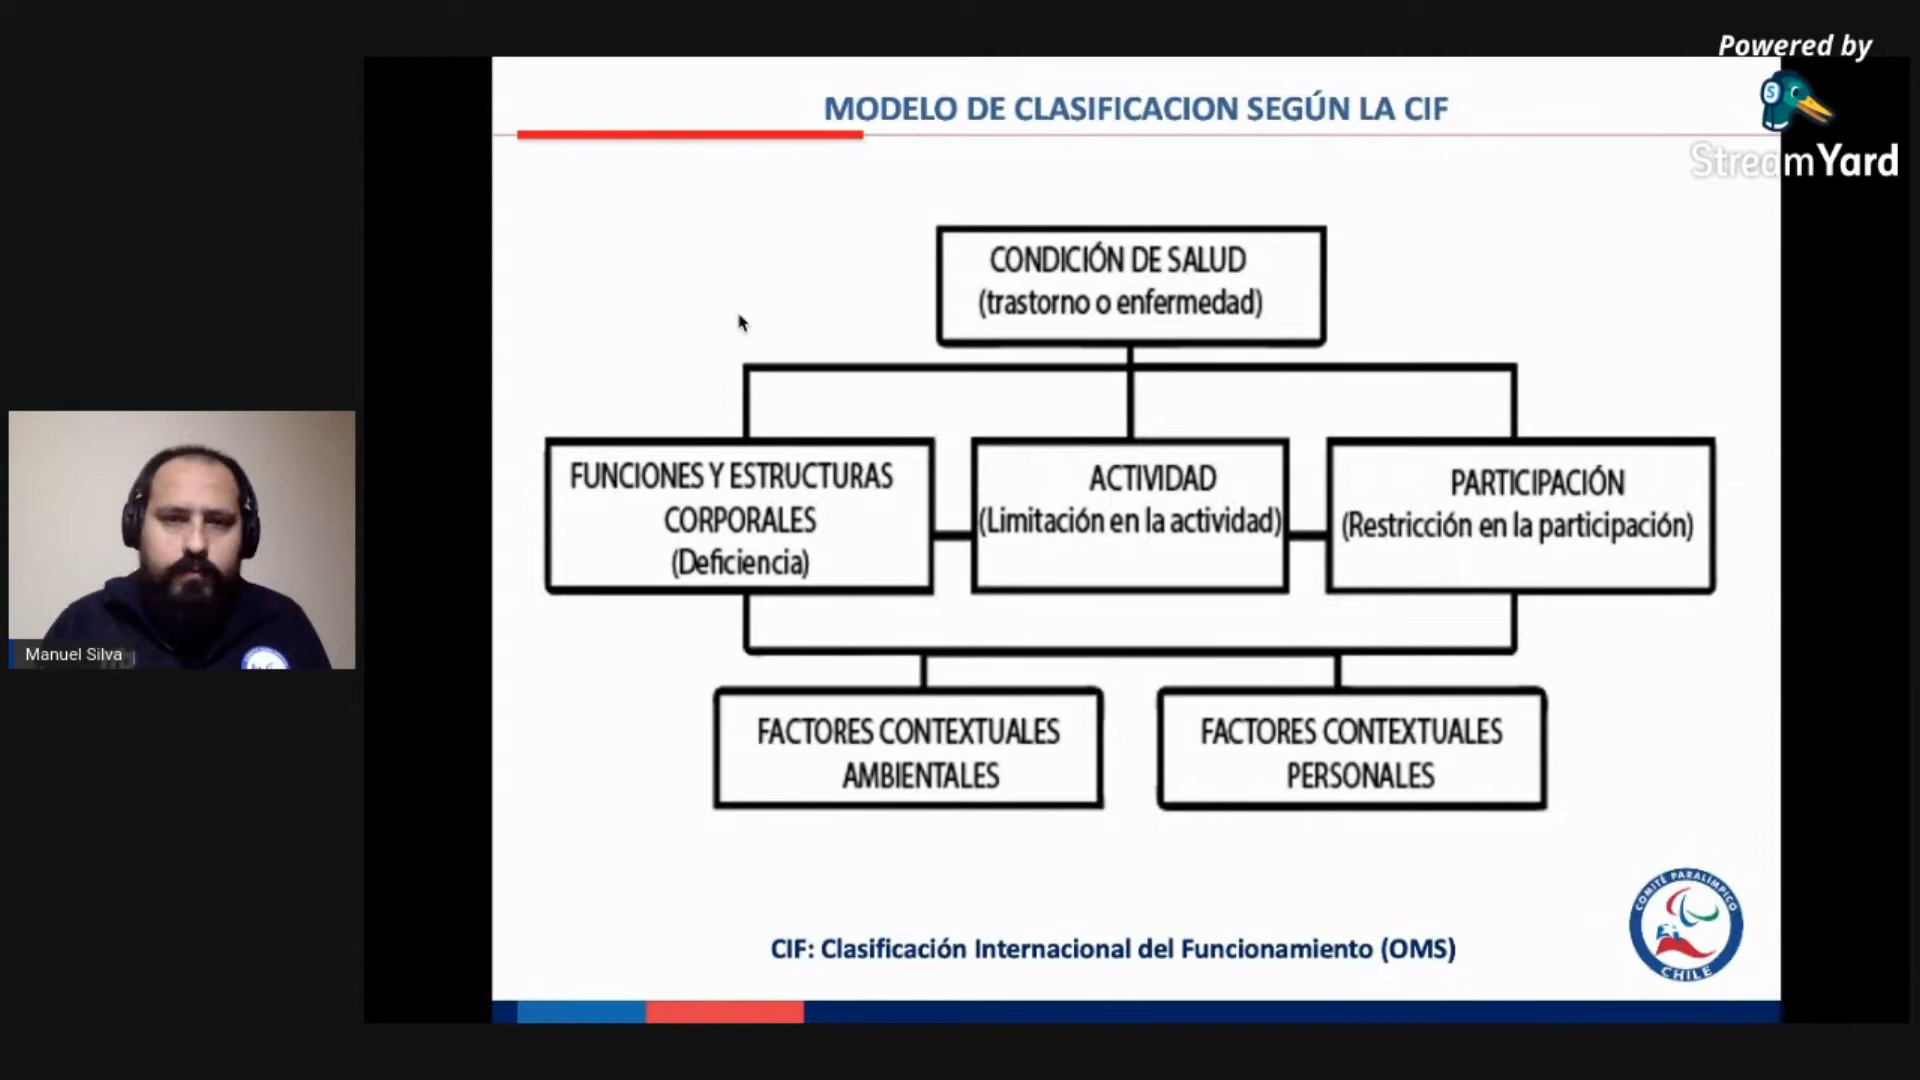 Powered by
StreamYard
MODELO DE CLASIFICACION SEGÚN LA CIF
CONDICIÓN DE SALUD
(trastorno o enfermedad)
FUNCIONES Y ESTRUCTURAS
CORPORALES
(Deficiencia)
ACTIVIDAD
(Limitación en la actividad)
PARTICIPACIÓN
(Restricción en la participación)
FACTORES CONTEXTUALES
AMBIENTALES
FACTORES CONTEXTUALES
PERSONALES
Manuel Silva
CIF: Clasificación Internacional del Funcionamiento (OMS)
COMITÉ PARALÍMPICO
CHILE